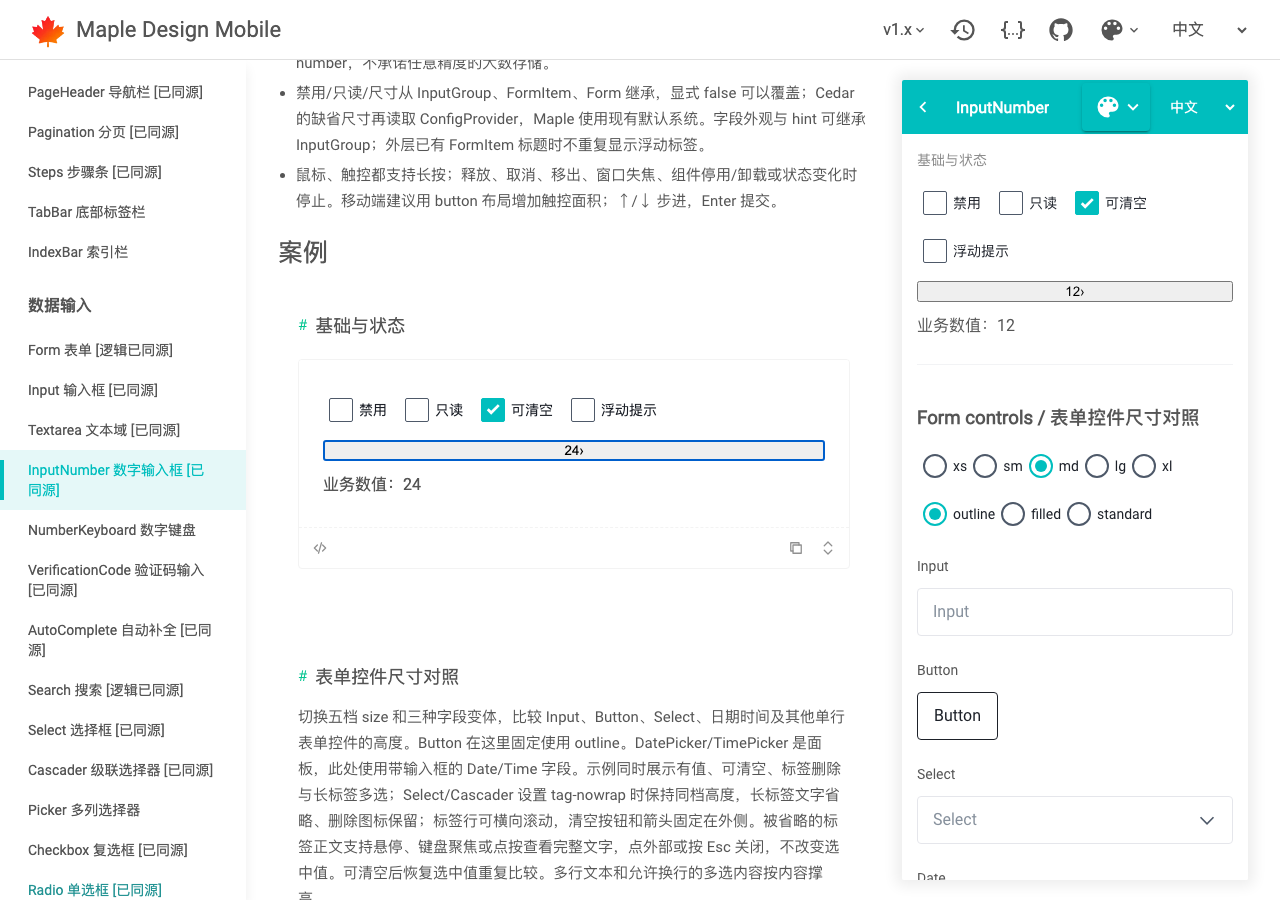 Maple Design Mobile
v1.x
中文
PageHeader 导航栏 [已同源]
Pagination 分页 [已同源]
Steps 步骤条 [已同源]
TabBar 底部标签栏
IndexBar 索引栏
数据输入
Form 表单 [逻辑已同源]
Input 输入框 [已同源]
Textarea 文本域 [已同源]
InputNumber 数字输入框 [已
同源]
NumberKeyboard 数字键盘
VerificationCode 验证码输入
[已同源]
AutoComplete 自动补全 [已同
源]
Search 搜索 [逻辑已同源]
Select 选择框 [已同源]
Cascader 级联选择器 [已同源]
Picker 多列选择器
Checkbox 复选框 [已同源]
Radio 单选框 [已同源]
number，不承诺任意精度的大数存储。
禁用/只读/尺寸从 InputGroup、FormItem、Form 继承，显式 false 可以覆盖；Cedar
的缺省尺寸再读取 ConfigProvider，Maple 使用现有默认系统。字段外观与 hint 可继承
InputGroup；外层已有 FormItem 标题时不重复显示浮动标签。
鼠标、触控都支持长按；释放、取消、移出、窗口失焦、组件停用/卸载或状态变化时
停止。移动端建议用 button 布局增加触控面积；↑/↓ 步进，Enter 提交。
案例
# 基础与状态
禁用 只读 可清空 浮动提示
24›
业务数值：24
# 表单控件尺寸对照
切换五档 size 和三种字段变体，比较 Input、Button、Select、日期时间及其他单行
表单控件的高度。Button 在这里固定使用 outline。DatePicker/TimePicker 是面
板，此处使用带输入框的 Date/Time 字段。示例同时展示有值、可清空、标签删除
与长标签多选；Select/Cascader 设置 tag-nowrap 时保持同档高度，长标签文字省
略、删除图标保留；标签行可横向滚动，清空按钮和箭头固定在外侧。被省略的标
签正文支持悬停、键盘聚焦或点按查看完整文字，点外部或按 Esc 关闭，不改变选
中值。可清空后恢复选中值重复比较。多行文本和允许换行的多选内容按内容撑
高。
InputNumber
中文
基础与状态
禁用 只读 可清空
浮动提示
12›
业务数值：12
Form controls / 表单控件尺寸对照
xs sm md lg xl
outline filled standard
Input
Input
Button
Button
Select
Select
Date